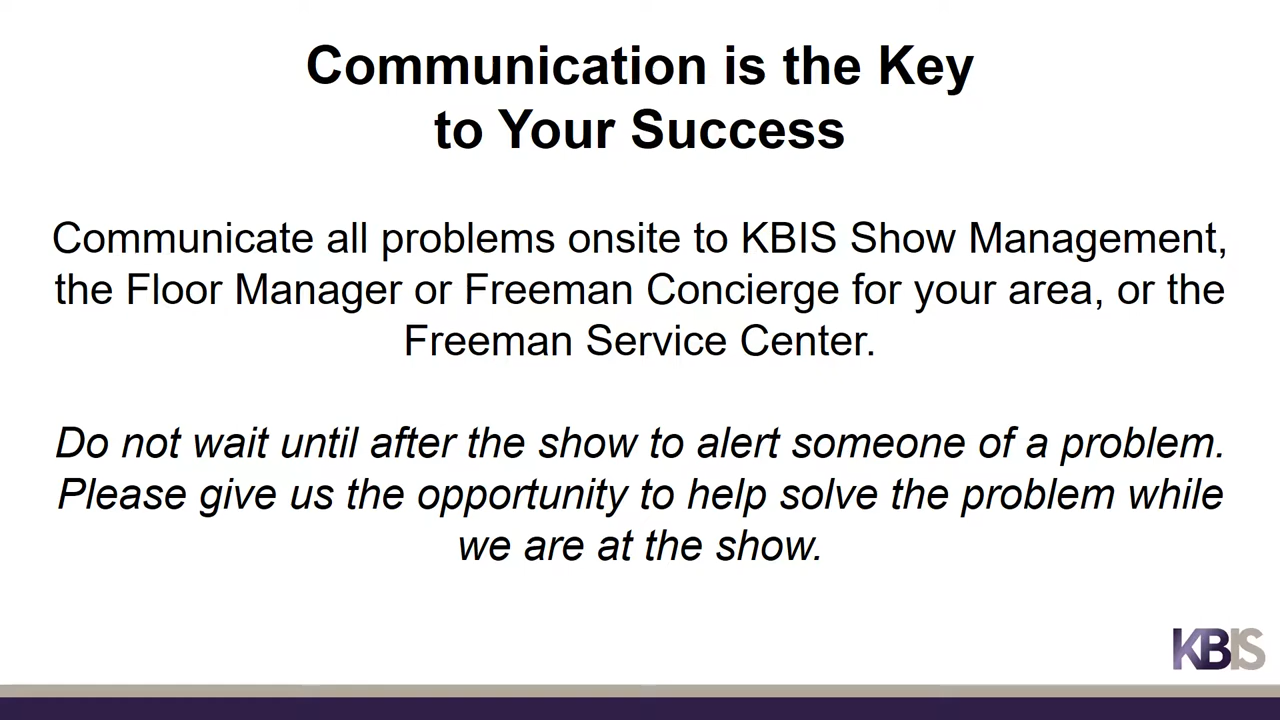 Communication is the Key
to Your Success
Communicate all problems onsite to KBIS Show Management,
the Floor Manager or Freeman Concierge for your area, or the
Freeman Service Center.
Do not wait until after the show to alert someone of a problem.
Please give us the opportunity to help solve the problem while
we are at the show.
KBIS